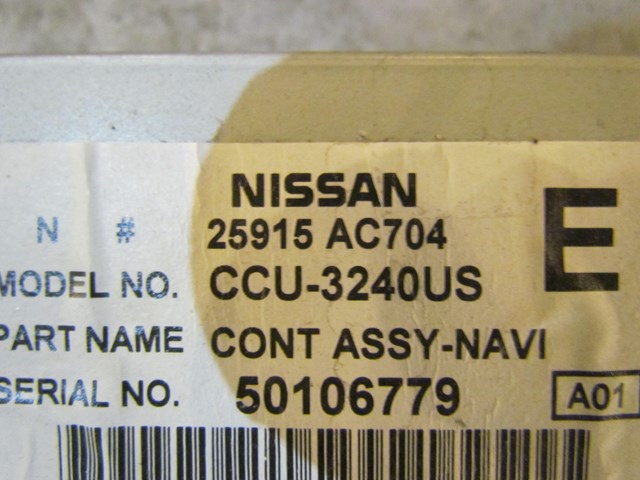 NISSAN
N # 25915 AC704
E
MODEL NO. CCU-3240US
PART NAME CONT ASSY-NAVI
SERIAL NO. 50106779 A01